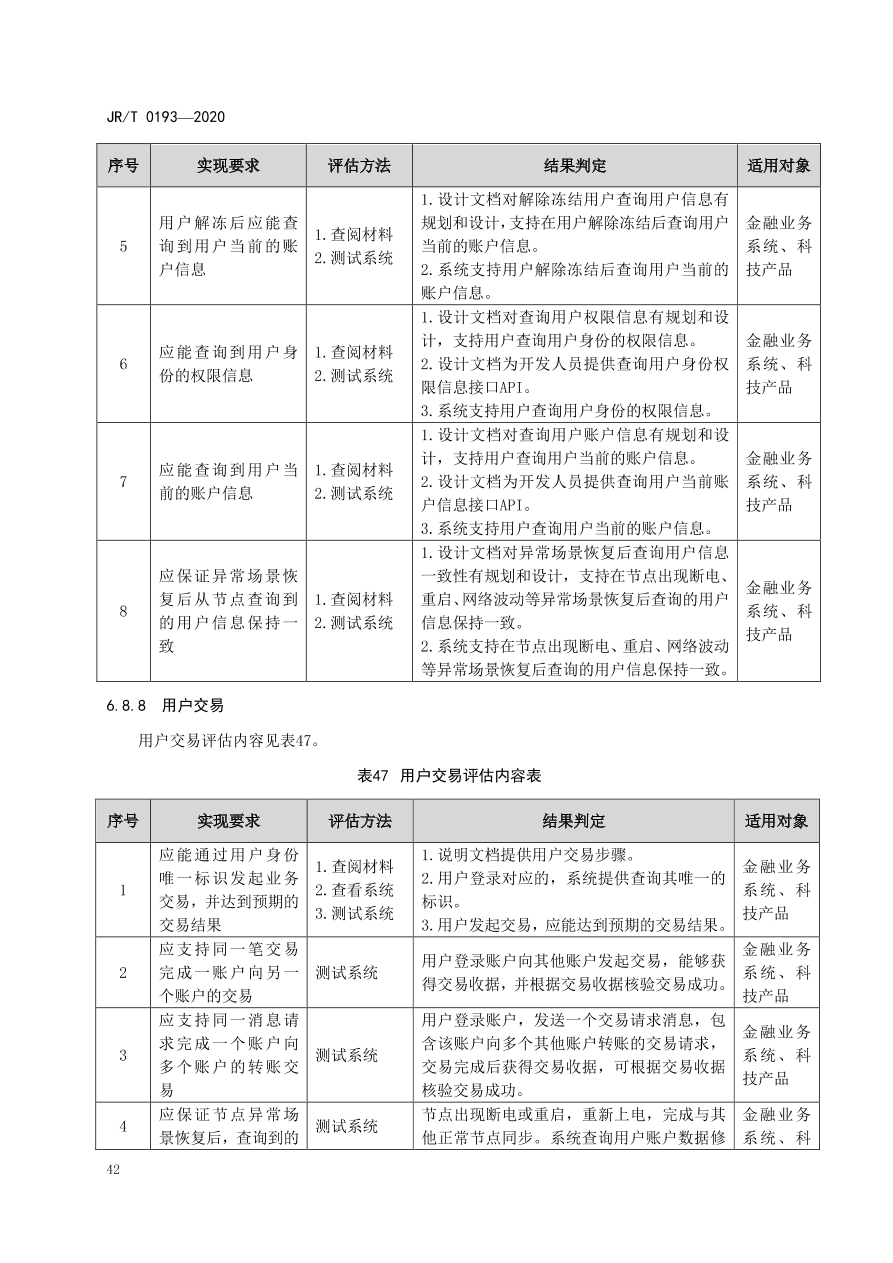 JR/T 0193—2020
序号 实现要求 评估方法 结果判定 适用对象
5
用户解冻后应能查
询到用户当前的账
户信息
1.查阅材料
2.测试系统
1.设计文档对解除冻结用户查询用户信息有
规划和设计，支持在用户解除冻结后查询用户
当前的账户信息。
2.系统支持用户解除冻结后查询用户当前的
账户信息。
金融业务
系统、科
技产品
6
应能查询到用户身
份的权限信息
1.查阅材料
2.测试系统
1.设计文档对查询用户权限信息有规划和设
计，支持用户查询用户身份的权限信息。
2.设计文档为开发人员提供查询用户身份权
限信息接口API。
3.系统支持用户查询用户身份的权限信息。
金融业务
系统、科
技产品
7
应能查询到用户当
前的账户信息
1.查阅材料
2.测试系统
1.设计文档对查询用户账户信息有规划和设
计，支持用户查询用户当前的账户信息。
2.设计文档为开发人员提供查询用户当前账
户信息接口API。
3.系统支持用户查询用户当前的账户信息。
金融业务
系统、科
技产品
8
应保证异常场景恢
复后从节点查询到
的用户信息保持一
致
1.查阅材料
2.测试系统
1.设计文档对异常场景恢复后查询用户信息
一致性有规划和设计，支持在节点出现断电、
重启、网络波动等异常场景恢复后查询的用户
信息保持一致。
2.系统支持在节点出现断电、重启、网络波动
等异常场景恢复后查询的用户信息保持一致。
金融业务
系统、科
技产品
6.8.8 用户交易
用户交易评估内容见表47。
表47 用户交易评估内容表
序号 实现要求 评估方法 结果判定 适用对象
1
应能通过用户身份
唯一标识发起业务
交易，并达到预期的
交易结果
1.查阅材料
2.查看系统
3.测试系统
1.说明文档提供用户交易步骤。
2.用户登录对应的，系统提供查询其唯一的
标识。
3.用户发起交易，应能达到预期的交易结果。
金融业务
系统、科
技产品
2
应支持同一笔交易
完成一账户向另一
个账户的交易
测试系统
用户登录账户向其他账户发起交易，能够获
得交易收据，并根据交易收据核验交易成功。
金融业务
系统、科
技产品
3
应支持同一消息请
求完成一个账户向
多个账户的转账交
易
测试系统
用户登录账户，发送一个交易请求消息，包
含该账户向多个其他账户转账的交易请求，
交易完成后获得交易收据，可根据交易收据
核验交易成功。
金融业务
系统、科
技产品
4
应保证节点异常场
景恢复后，查询到的
测试系统
节点出现断电或重启，重新上电，完成与其
他正常节点同步。系统查询用户账户数据修
金融业务
系统、科
42